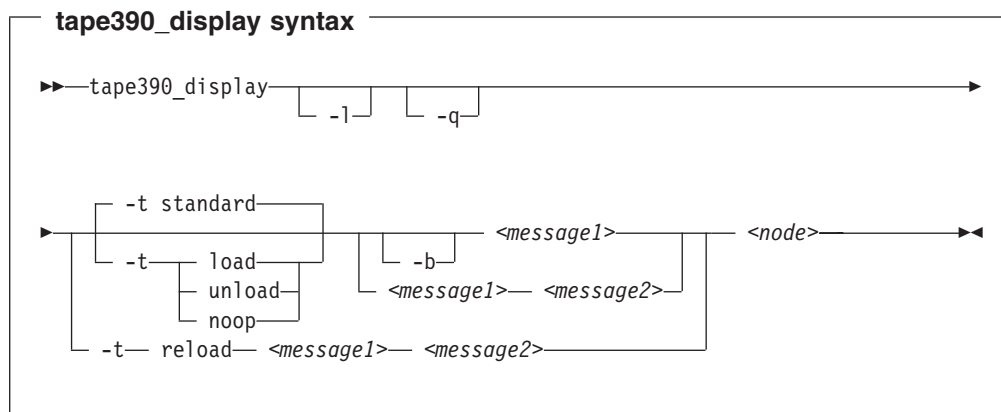 tape390_display syntax
tape390_display
-l -q
-t standard
-t load -b <message1> <node>
unload <message1> <message2>
noop
-t reload <message1> <message2>